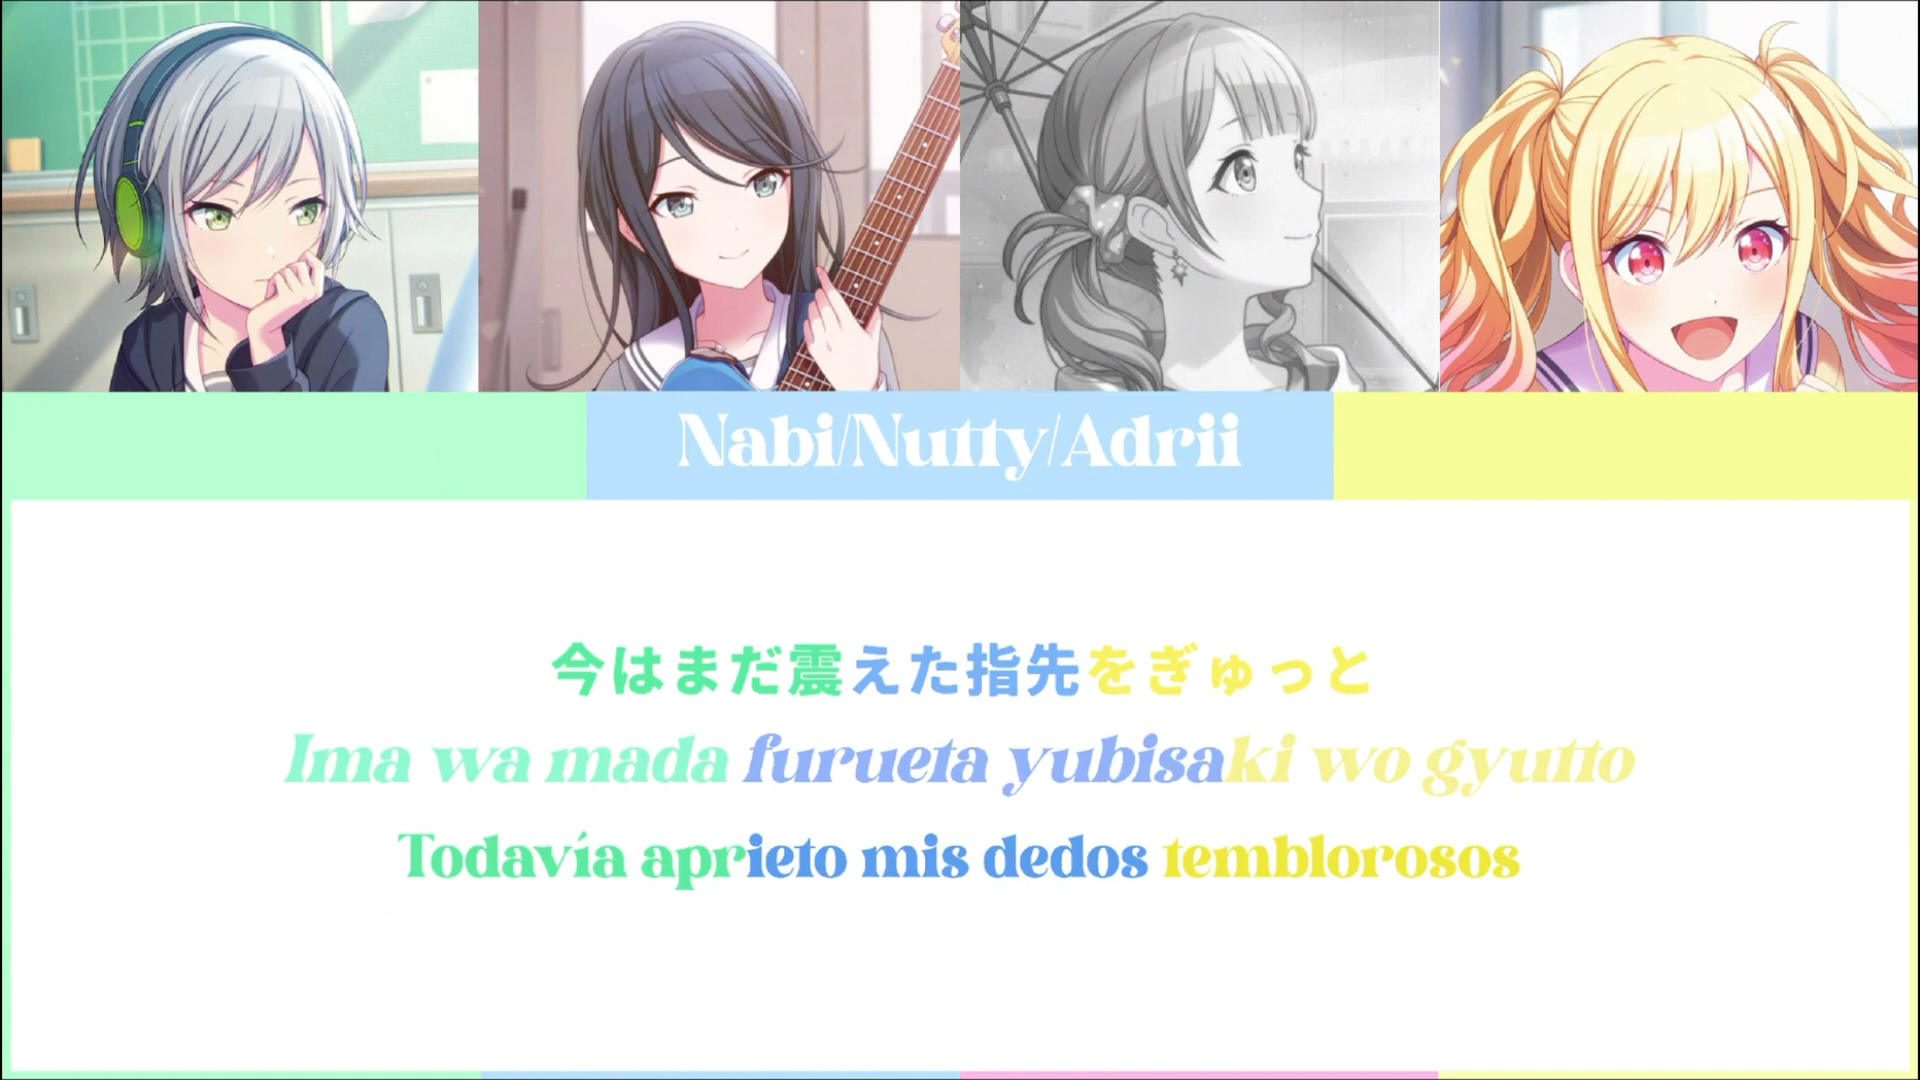 Nabi/Nutty/Adrii
今はまだ震えた指先をぎゅっと
Ima wa mada furueta yubisaki wo gyutto
Todavía aprieto mis dedos temblorosos